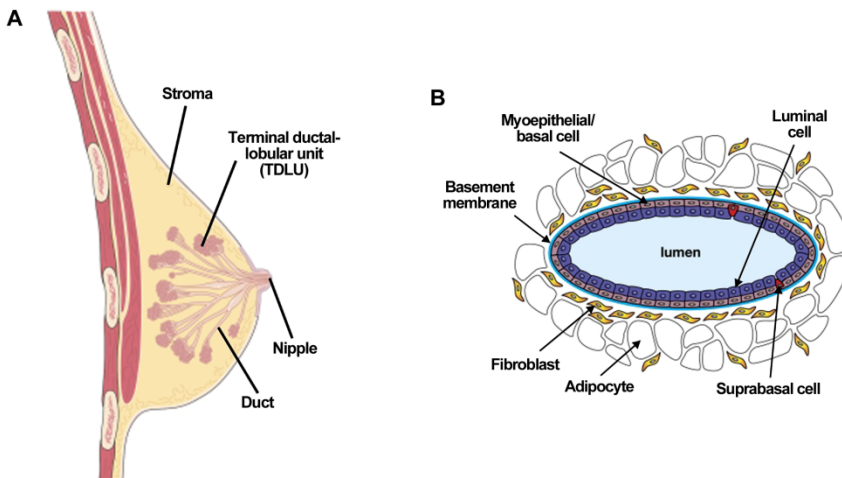 A
Stroma
Terminal ductal-
lobular unit
(TDLU)
Nipple
Duct
B
Myoepithelial/
basal cell
Luminal
cell
Basement
membrane
lumen
Fibroblast
Adipocyte
Suprabasal cell